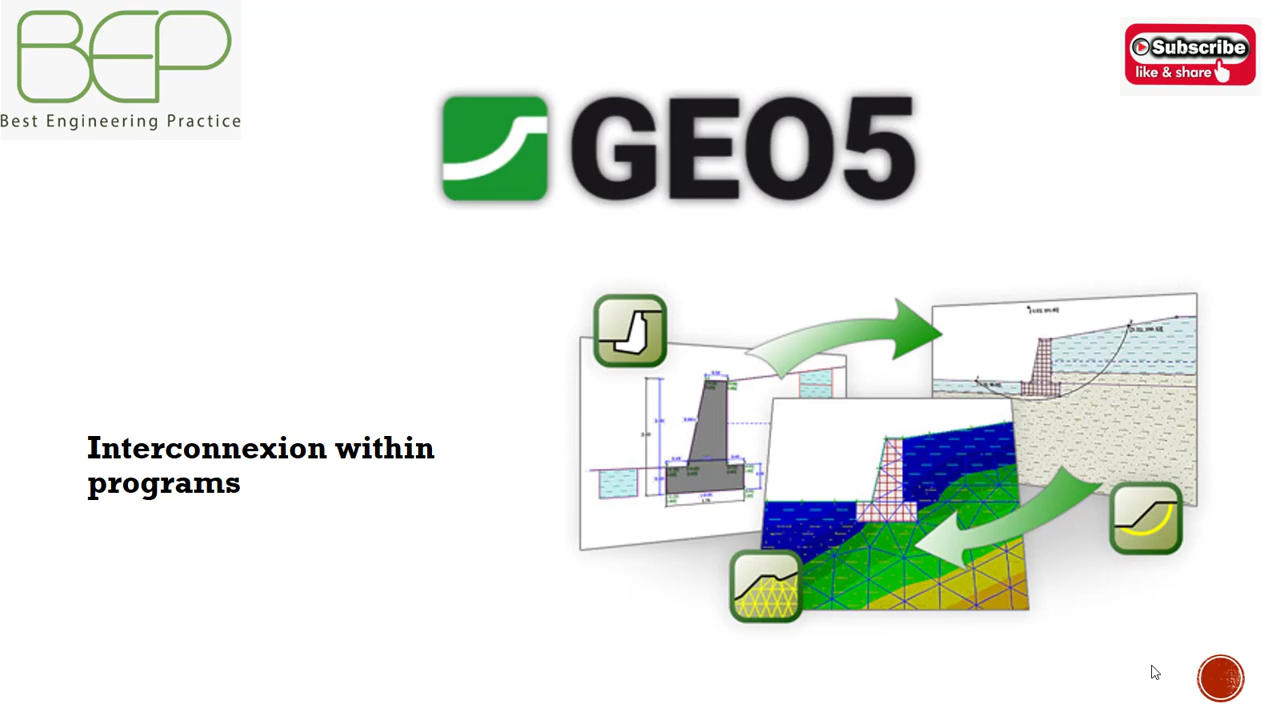 BEP
Best Engineering Practice
Subscribe
like & share
GEO5
Interconnexion within
programs